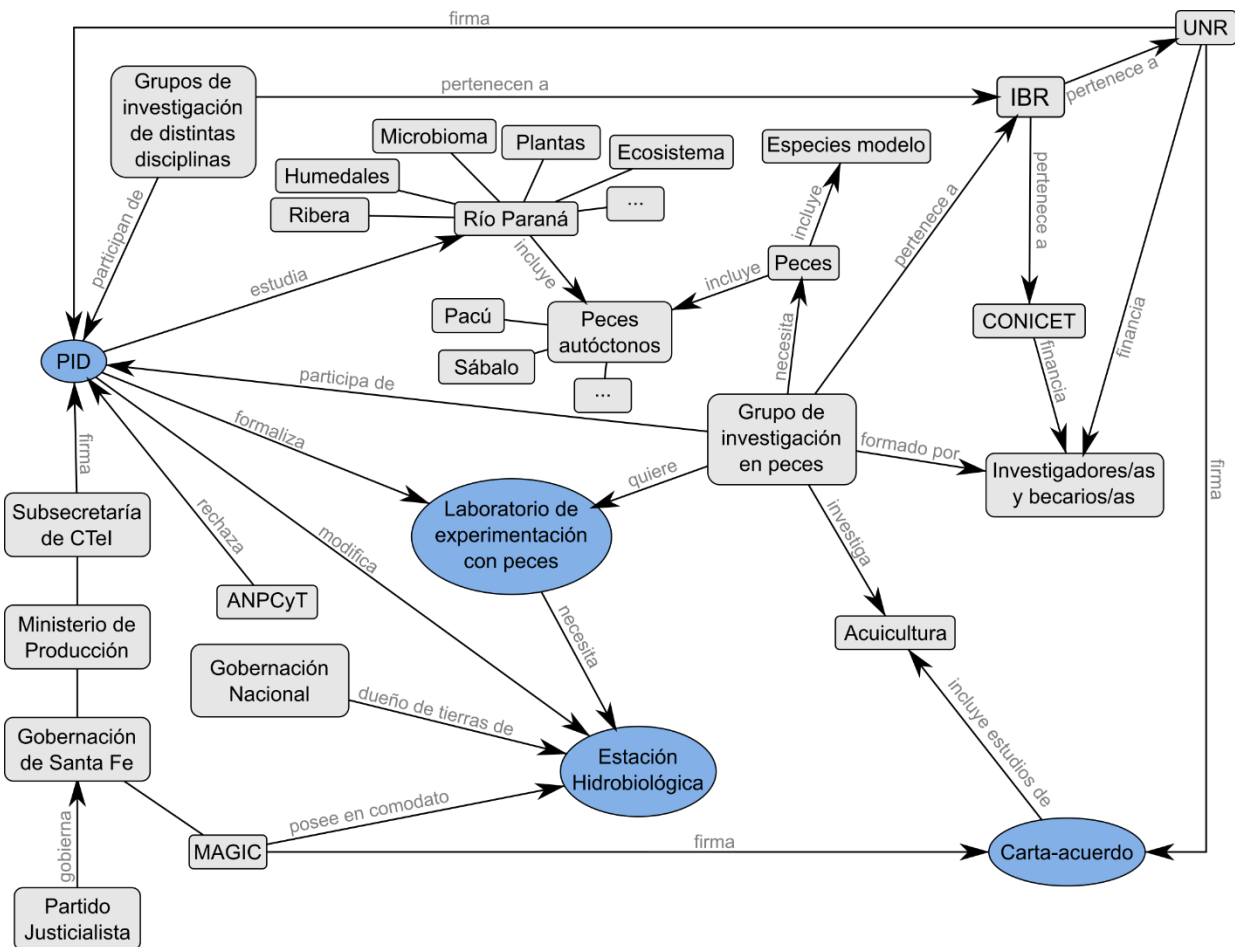 firma
UNR
Grupos de
investigación
de distintas
disciplinas
pertenecen a
IBR
pertenece a
Microbioma
Plantas
Especies modelo
Ecosistema
Humedales
...
Ribera
Río Paraná
participan de
incluye
pertenece a
pertenece a
estudia
incluye
incluye
Peces
Pacú
Peces
autóctonos
CONICET
Sábalo
...
PID
necesita
financia
financia
participa de
Grupo de
investigación
en peces
formaliza
formado por
firma
quiere
Investigadores/as
y becarios/as
firma
Subsecretaría
de CTeI
rechaza
modifica
Laboratorio de
experimentación
con peces
investiga
ANPCyT
Ministerio de
Producción
necesita
Acuicultura
Gobernación
Nacional
dueño de tierras de
incluye estudios de
Gobernación
de Santa Fe
Estación
Hidrobiológica
posee en comodato
gobierna
MAGIC
firma
Carta-acuerdo
Partido
Justicialista